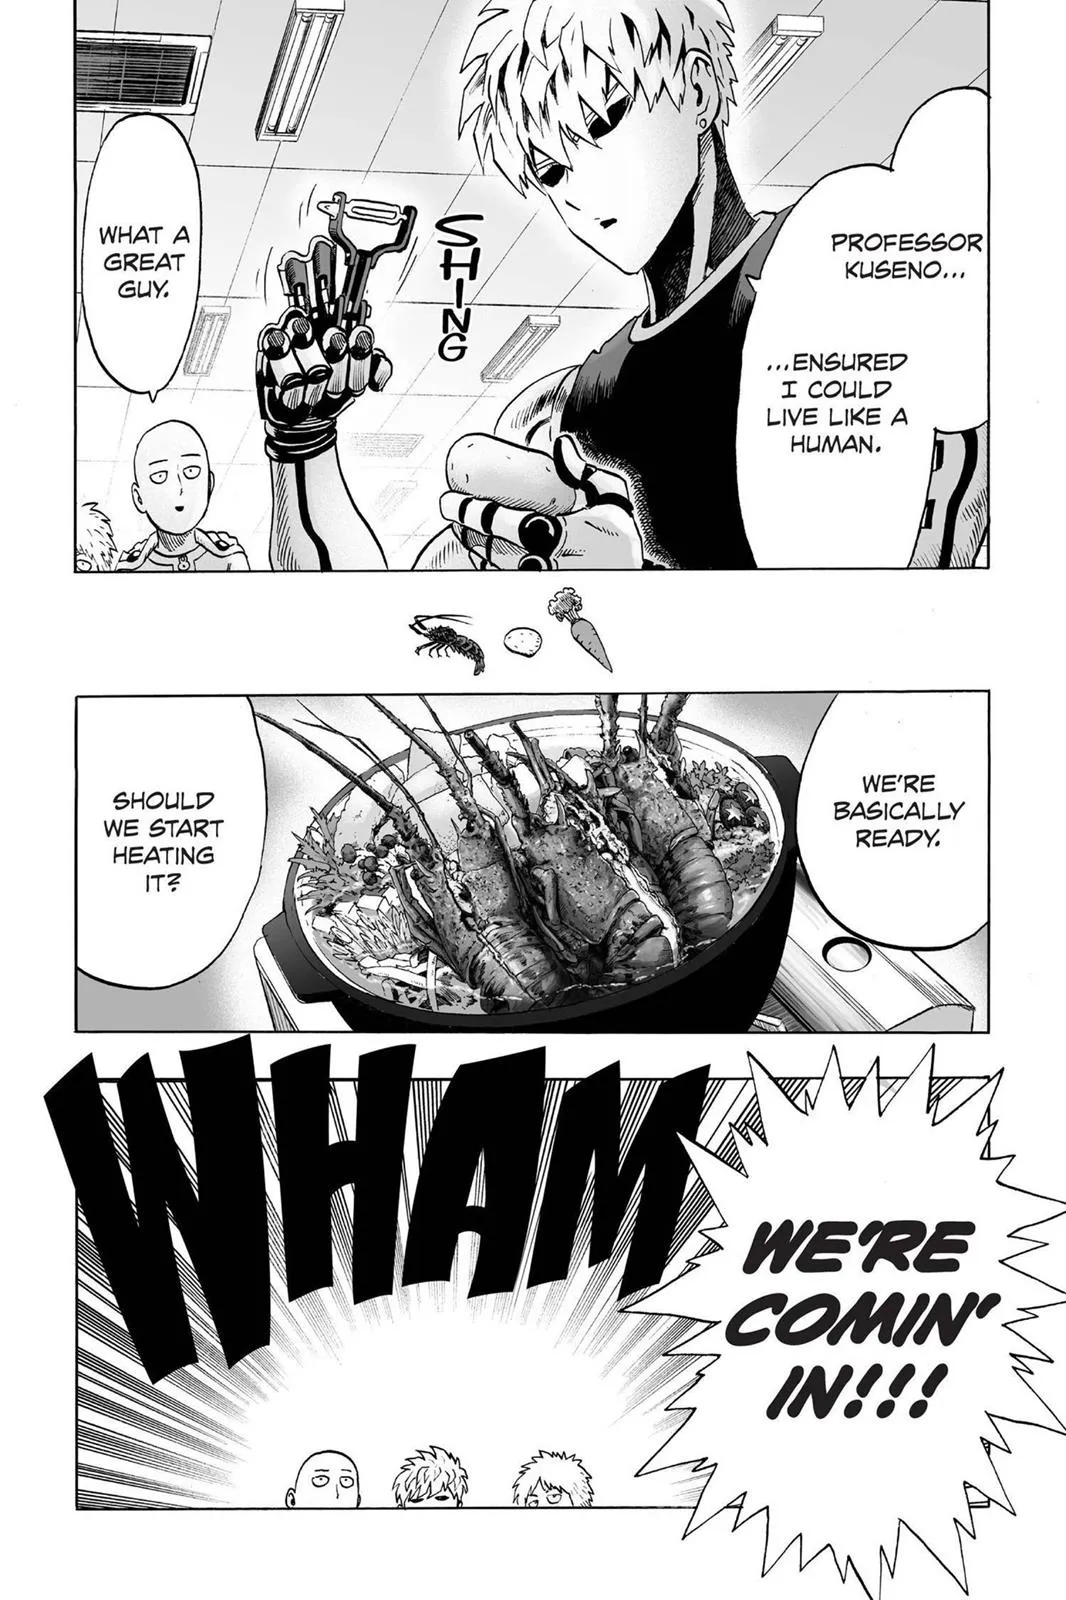 PROFESSOR
KUSENO...
...ENSURED
I COULD
LIVE LIKE A
HUMAN.
SHING
WHAT A
GREAT
GUY.
WE'RE
BASICALLY
READY.
SHOULD
WE START
HEATING
IT?
WE'RE
COMIN'
IN!!!
WHAM